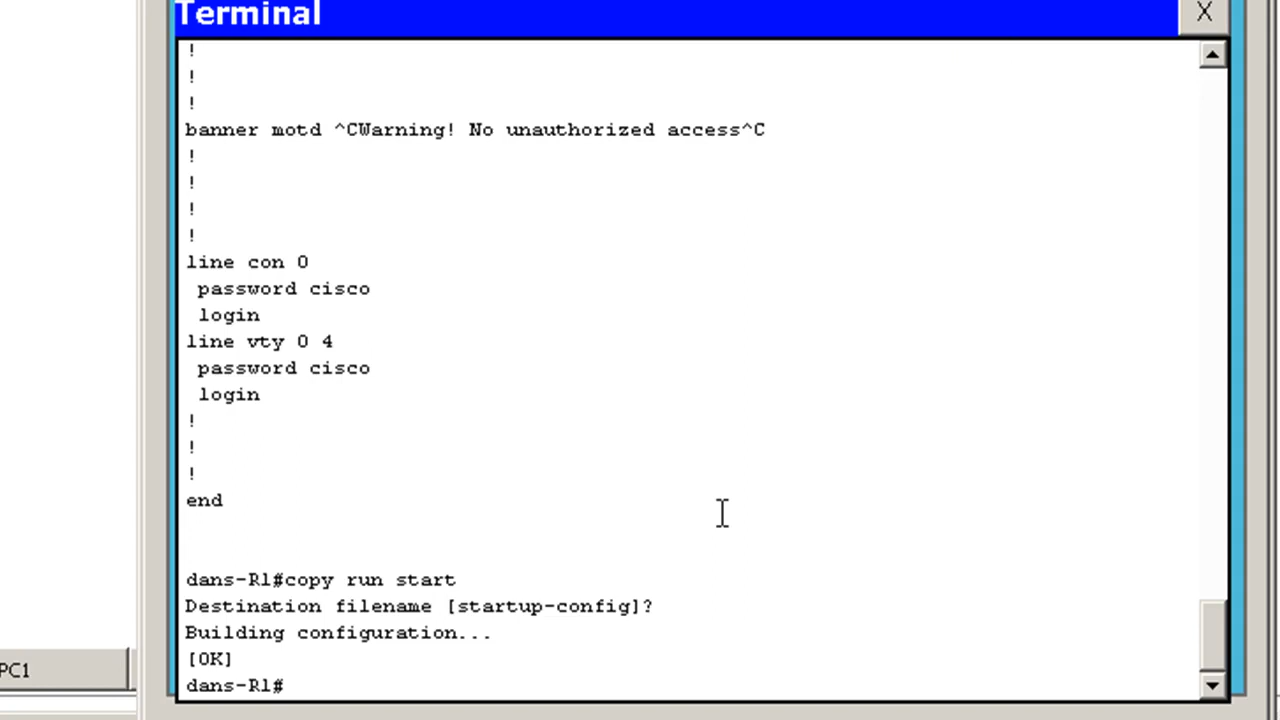 Terminal
X
!
!
!
banner motd ^CWarning! No unauthorized access^C
!
!
!
!
line con 0
 password cisco
 login
line vty 0 4
 password cisco
 login
!
!
!
end
dans-R1#copy run start
Destination filename [startup-config]?
Building configuration...
[OK]
PC1
dans-R1#